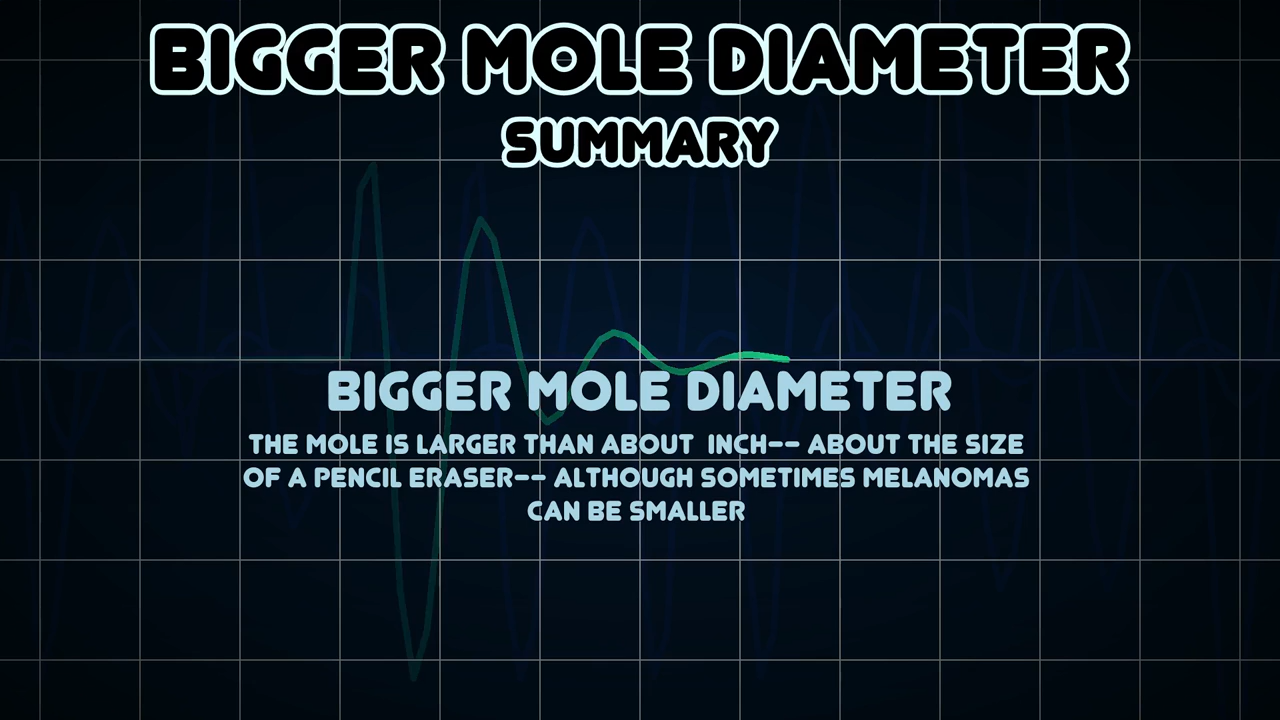 BIGGER MOLE DIAMETER
SUMMARY
BIGGER MOLE DIAMETER
THE MOLE IS LARGER THAN ABOUT  INCH-- ABOUT THE SIZE
OF A PENCIL ERASER-- ALTHOUGH SOMETIMES MELANOMAS
CAN BE SMALLER